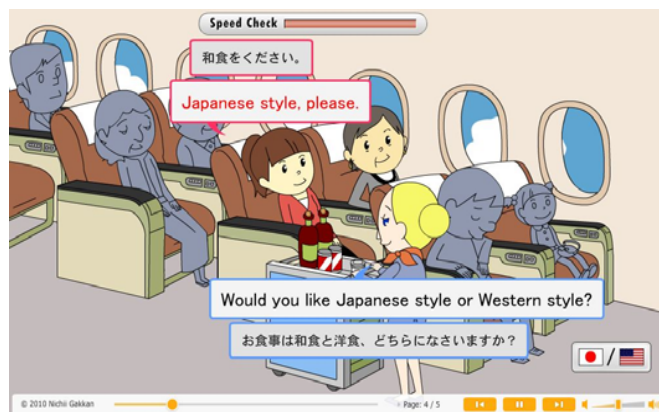 Speed Check
和食をください。
Japanese style, please.
Would you like Japanese style or Western style?
お食事は和食と洋食、どちらになさいますか？
/
© 2010 Nichii Gakkan
Page: 4 / 5